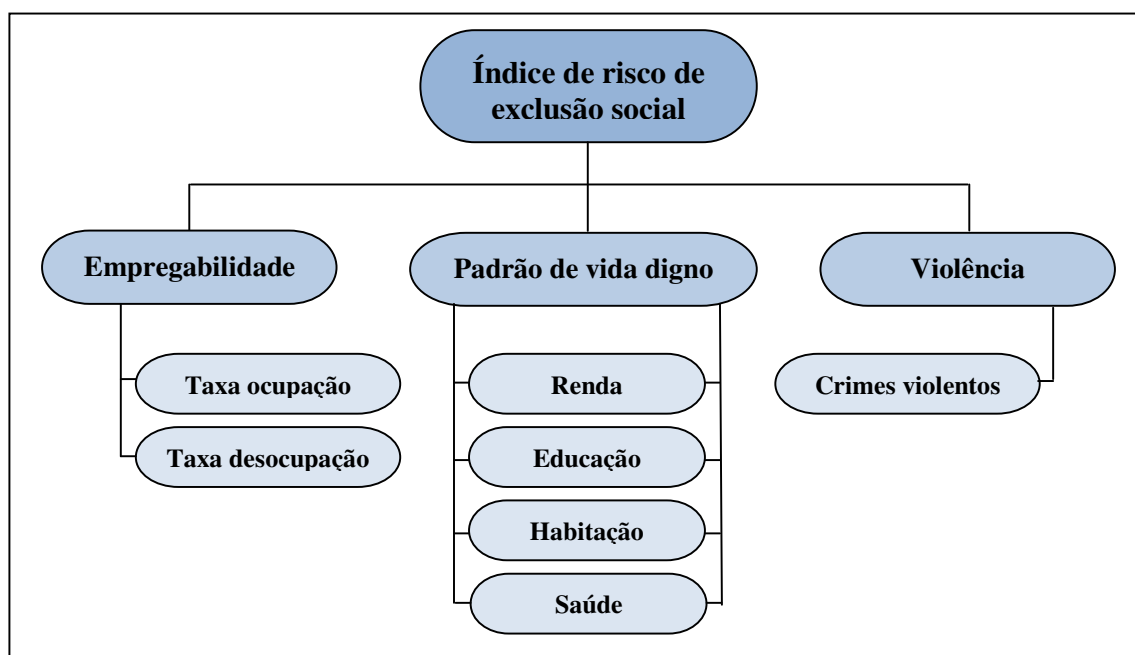 Índice de risco de
exclusão social
Empregabilidade
Padrão de vida digno
Violência
Taxa ocupação
Taxa desocupação
Renda
Educação
Habitação
Saúde
Crimes violentos